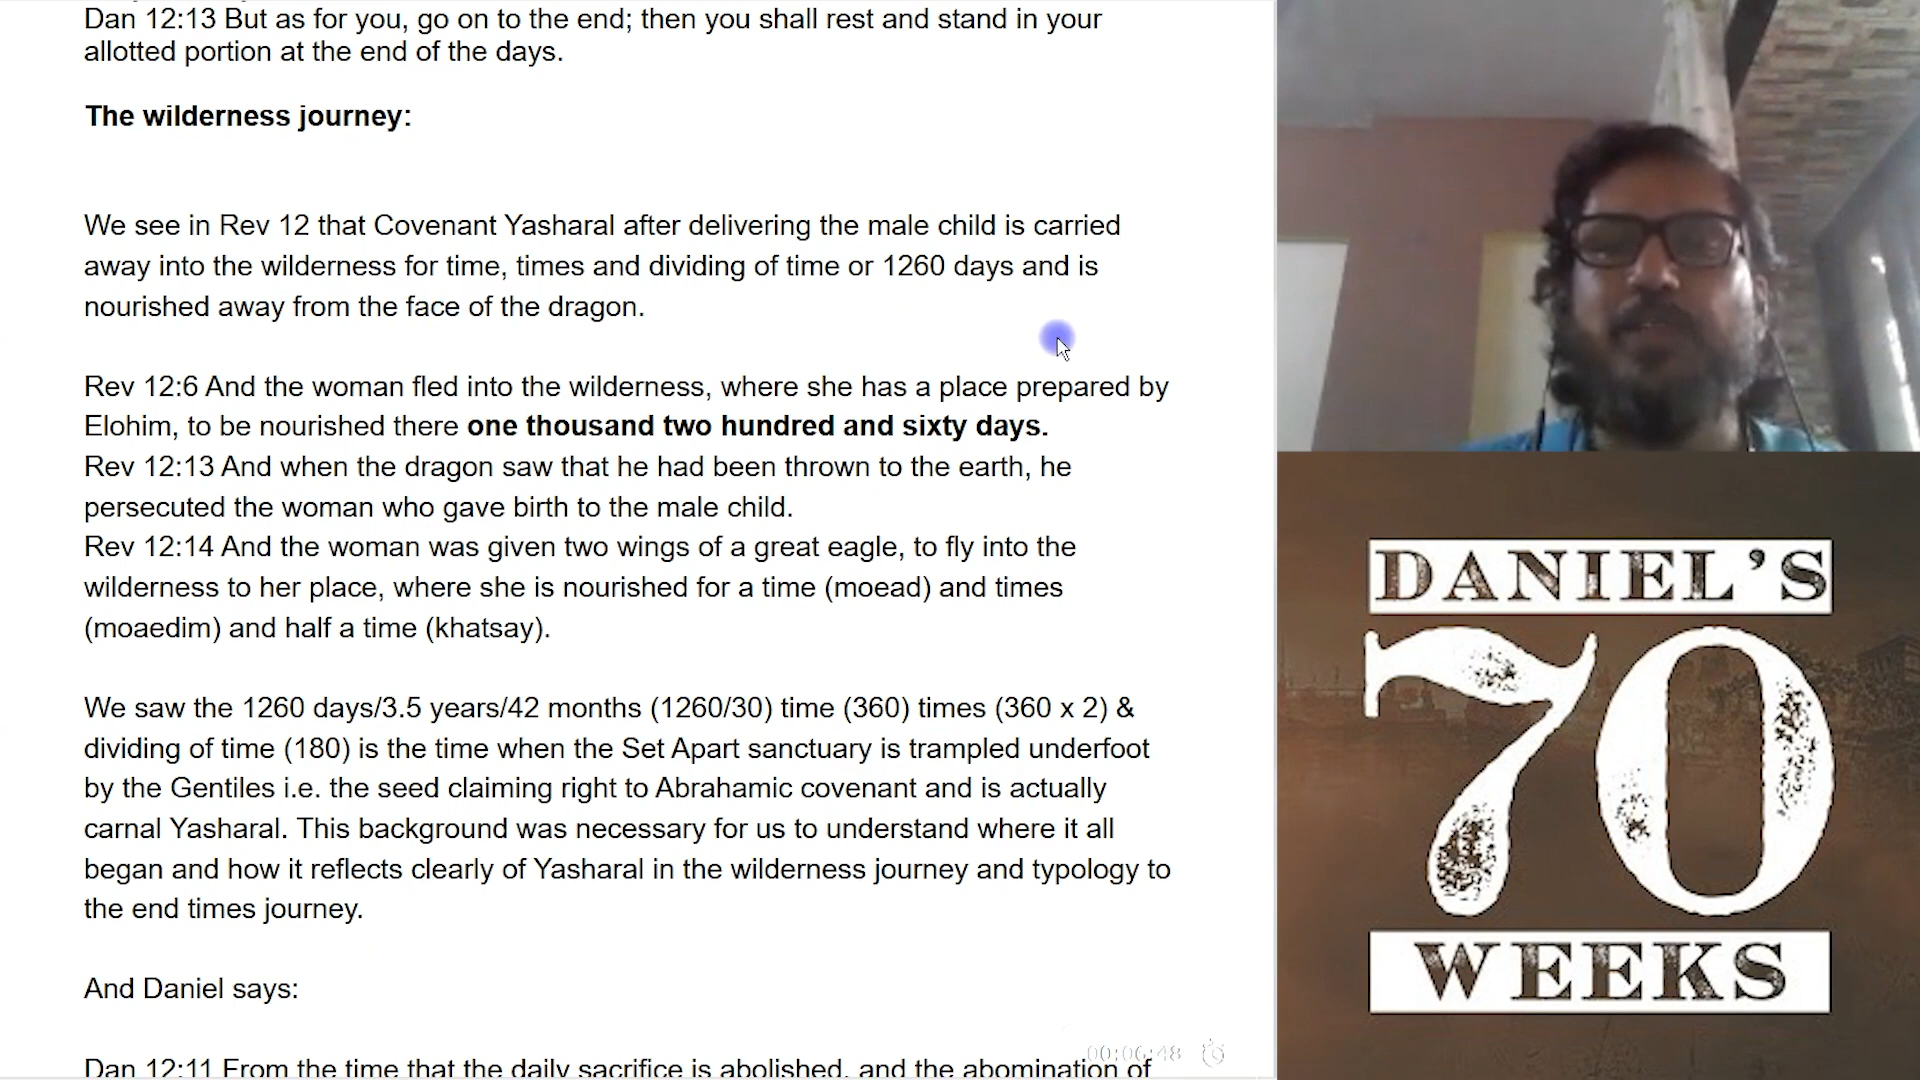 Dan 12:13 But as for you, go on to the end; then you shall rest and stand in your
allotted portion at the end of the days.
The wilderness journey:
We see in Rev 12 that Covenant Yasharal after delivering the male child is carried
away into the wilderness for time, times and dividing of time or 1260 days and is
nourished away from the face of the dragon.
Rev 12:6 And the woman fled into the wilderness, where she has a place prepared by
Elohim, to be nourished there one thousand two hundred and sixty days.
Rev 12:13 And when the dragon saw that he had been thrown to the earth, he
persecuted the woman who gave birth to the male child.
Rev 12:14 And the woman was given two wings of a great eagle, to fly into the
wilderness to her place, where she is nourished for a time (moead) and times
(moaedim) and half a time (khatsay).
We saw the 1260 days/3.5 years/42 months (1260/30) time (360) times (360 x 2) &
dividing of time (180) is the time when the Set Apart sanctuary is trampled underfoot
by the Gentiles i.e. the seed claiming right to Abrahamic covenant and is actually
carnal Yasharal. This background was necessary for us to understand where it all
began and how it reflects clearly of Yasharal in the wilderness journey and typology to
the end times journey.
And Daniel says:
Dan 12:11 From the time that the daily sacrifice is abolished, and the abomination of
00:06:48
DANIEL'S
70
WEEKS